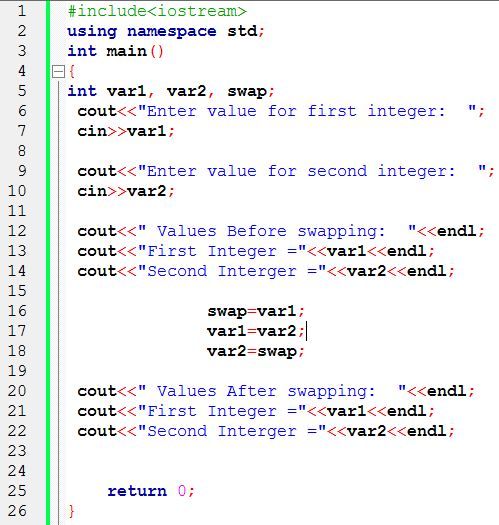 1 #include<iostream>
2 using namespace std;
3 int main()
4 {
5 int var1, var2, swap;
6 cout<<"Enter value for first integer:  ";
7 cin>>var1;
8
9 cout<<"Enter value for second integer:  ";
10 cin>>var2;
11
12 cout<<" Values Before swapping:  "<<endl;
13 cout<<"First Integer ="<<var1<<endl;
14 cout<<"Second Interger ="<<var2<<endl;
15
16 swap=var1;
17 var1=var2;
18 var2=swap;
19
20 cout<<" Values After swapping:  "<<endl;
21 cout<<"First Integer ="<<var1<<endl;
22 cout<<"Second Interger ="<<var2<<endl;
23
24
25 return 0;
26 }